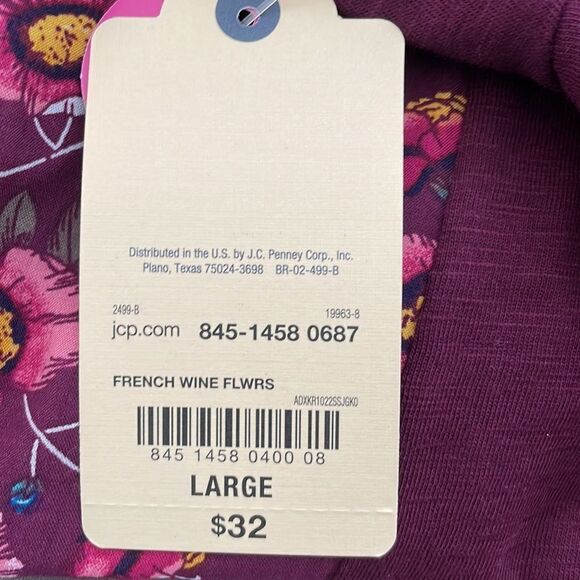 Distributed in the U.S. by J.C. Penney Corp., Inc.
Plano, Texas 75024-3698 BR-02-499-B
2499-B 19963-8
jcp.com 845-1458 0687
FRENCH WINE FLWRS
ADXKR1022SSJGK0
845 1458 0400 08
LARGE
$32